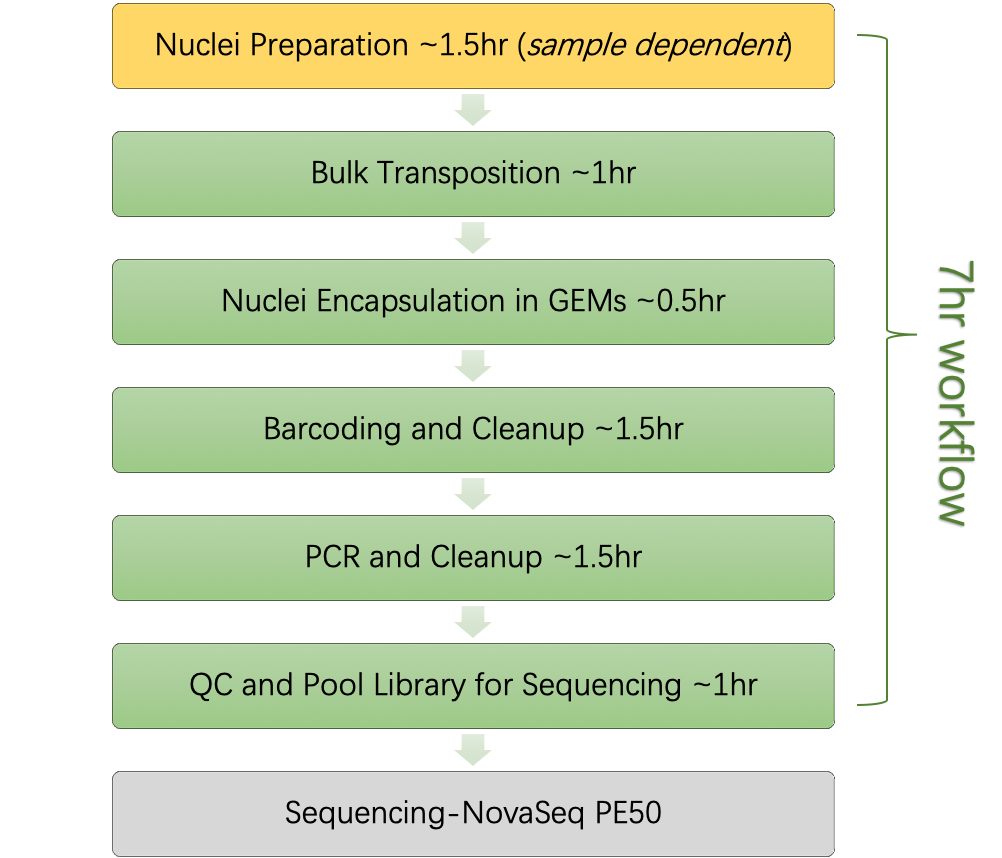 Nuclei Preparation ~1.5hr (sample dependent)
Bulk Transposition ~1hr
Nuclei Encapsulation in GEMs ~0.5hr
Barcoding and Cleanup ~1.5hr
PCR and Cleanup ~1.5hr
QC and Pool Library for Sequencing ~1hr
Sequencing-NovaSeq PE50
7hr workflow